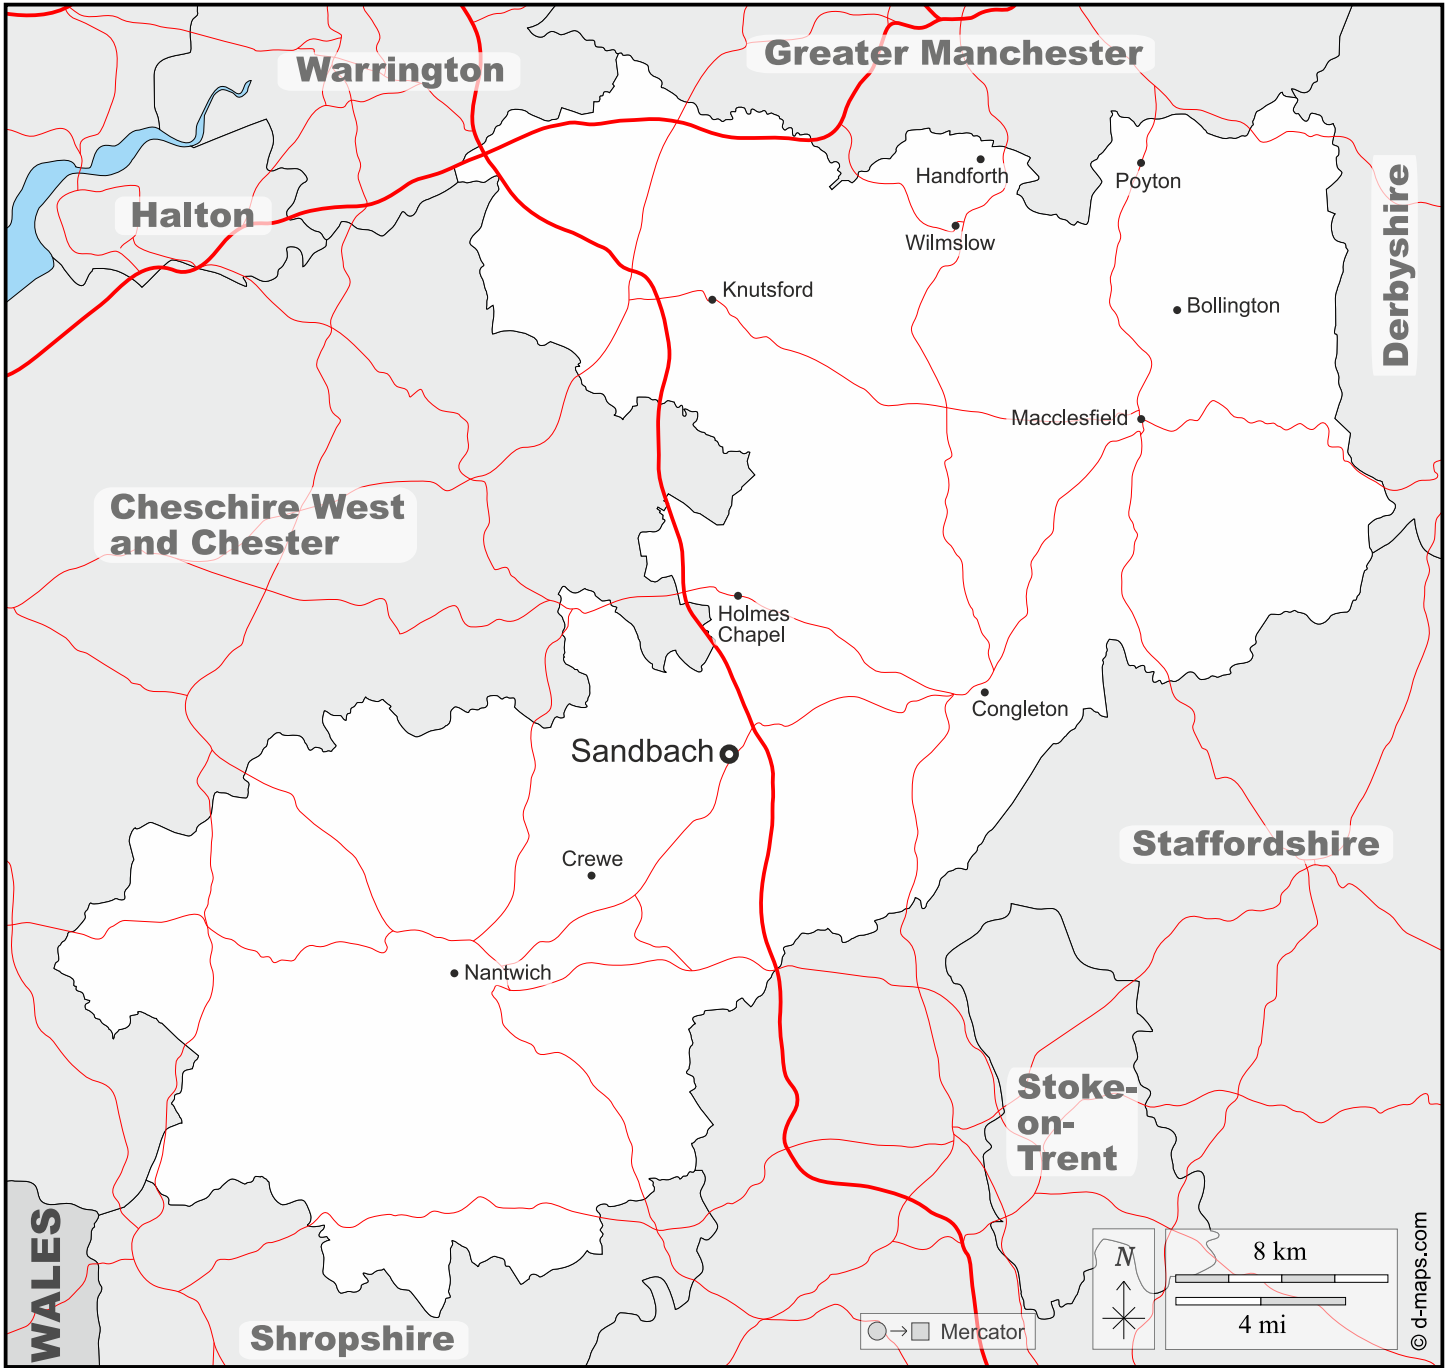 Greater Manchester
Warrington
Handforth
Poyton
Derbyshire
Halton
Wilmslow
Knutsford
Bollington
Macclesfield
Cheschire West
and Chester
Holmes
Chapel
Congleton
Sandbach
Staffordshire
Crewe
Nantwich
Stoke-
on-
Trent
WALES
Shropshire
Mercator
N
8 km
4 mi
© d-maps.com